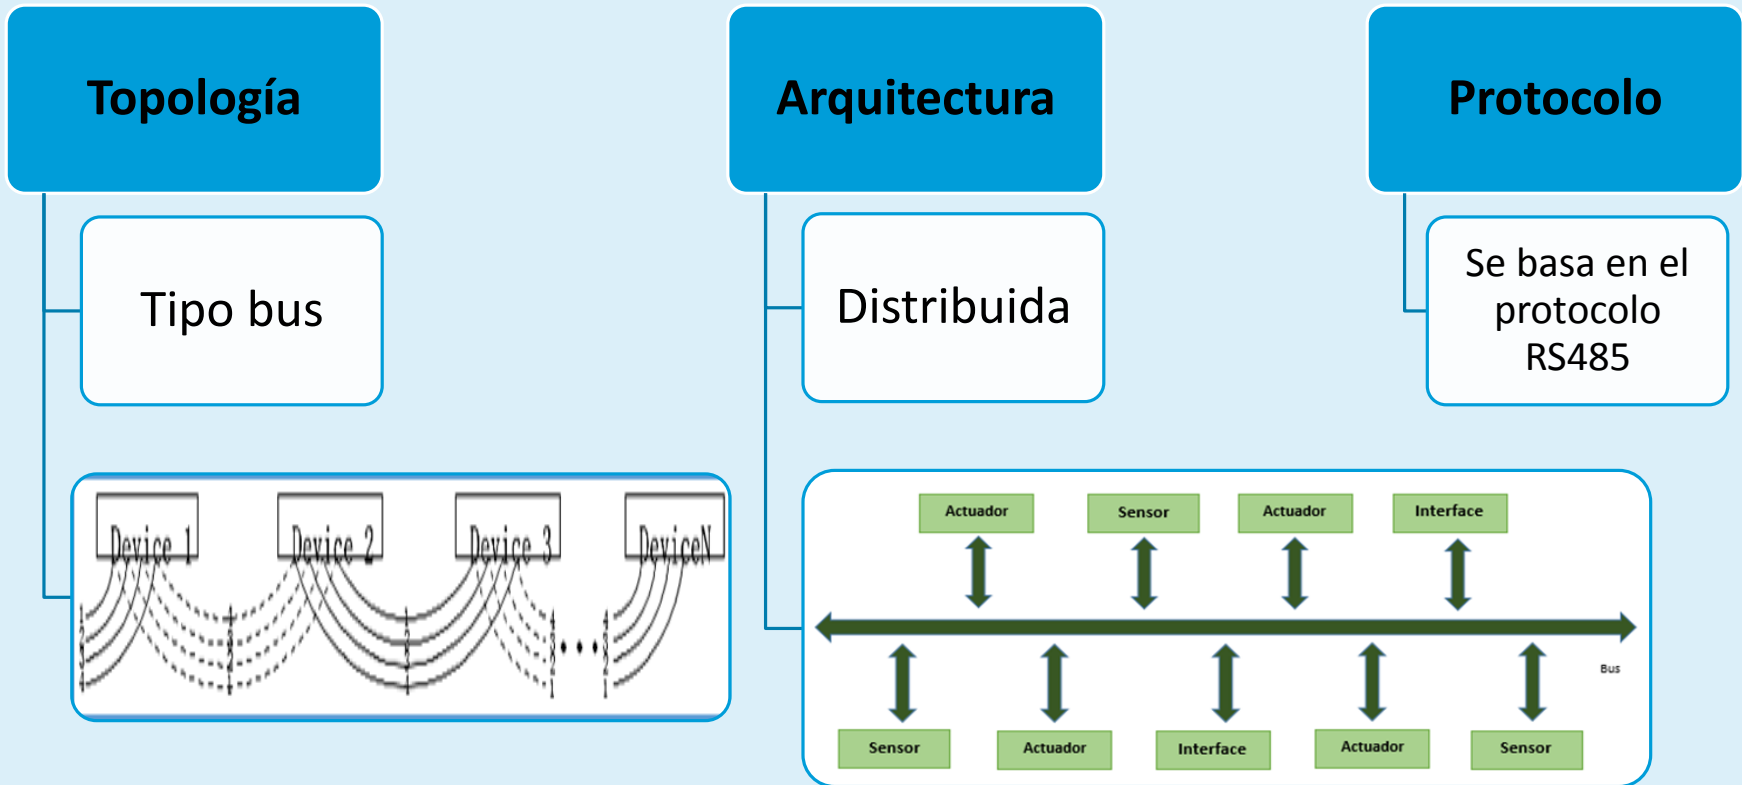 Topología
Tipo bus
Device 1
Device 2
Device 3
DeviceN
Arquitectura
Distribuida
Actuador
Sensor
Actuador
Interface
Bus
Sensor
Actuador
Interface
Actuador
Sensor
Protocolo
Se basa en el
protocolo
RS485